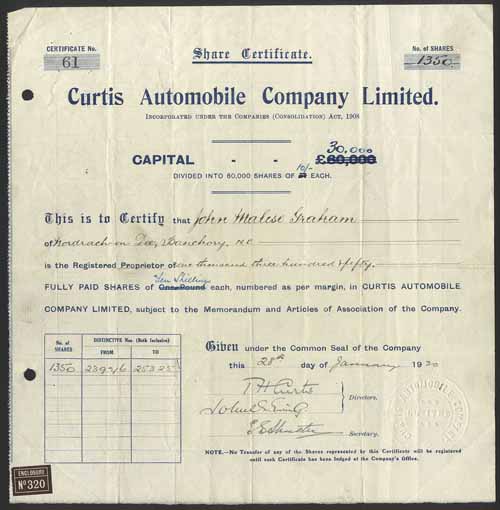 CERTIFICATE No.
61
Share Certificate.
No. of SHARES
1350
Curtis Automobile Company Limited.
INCORPORATED UNDER THE COMPANIES (CONSOLIDATION) ACT, 1908
30,000
CAPITAL - - £60,000
10/-
DIVIDED INTO 60,000 SHARES OF £1 EACH.
This is to Certify that John Malise Graham
of Nordrach on Dee, Banchory, N.B.
is the Registered Proprietor of one thousand three hundred & fifty
Ten Shillings
FULLY PAID SHARES of One Pound each, numbered as per margin, in CURTIS AUTOMOBILE
COMPANY LIMITED, subject to the Memorandum and Articles of Association of the Company.
No. of SHARES
DISTINCTIVE Nos. (Both inclusive)
FROM TO
1350 23976 25325
Given under the Common Seal of the Company
this 28th day of January 1920
T H Curtis
Directors.
Secretary.
NOTE.—No Transfer of any of the Shares represented by this Certificate will be registered
until such Certificate has been lodged at the Company's Office.
ENCLOSURE
No 320